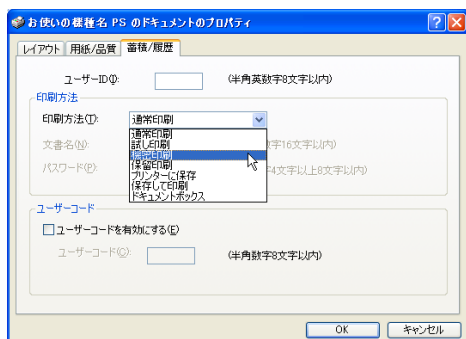 お使いの機種名 PS のドキュメントのプロパティ
レイアウト 用紙/品質 蓄積/履歴
ユーザーID(I): (半角英数字8文字以内)
印刷方法
印刷方法(T): 通常印刷
通常印刷
試し印刷
機密印刷
保留印刷
プリンターに保存
保存して印刷
ドキュメントボックス
文書名(N): 数字16文字以内)
パスワード(P): 字4文字以上8文字以内)
ユーザーコード
ユーザーコードを有効にする(E)
ユーザーコード(C): (半角数字8文字以内)
OK キャンセル